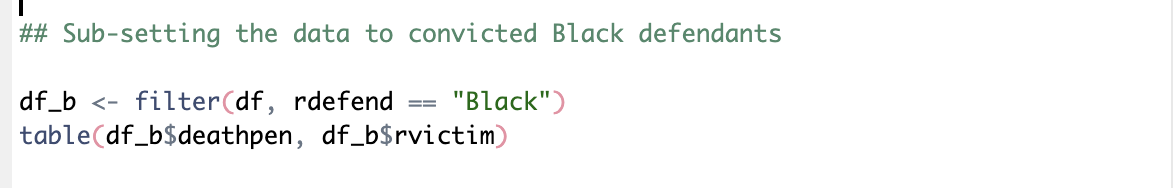 ## Sub-setting the data to convicted Black defendants
df_b <- filter(df, rdefend == "Black")
table(df_b$deathpen, df_b$rvictim)